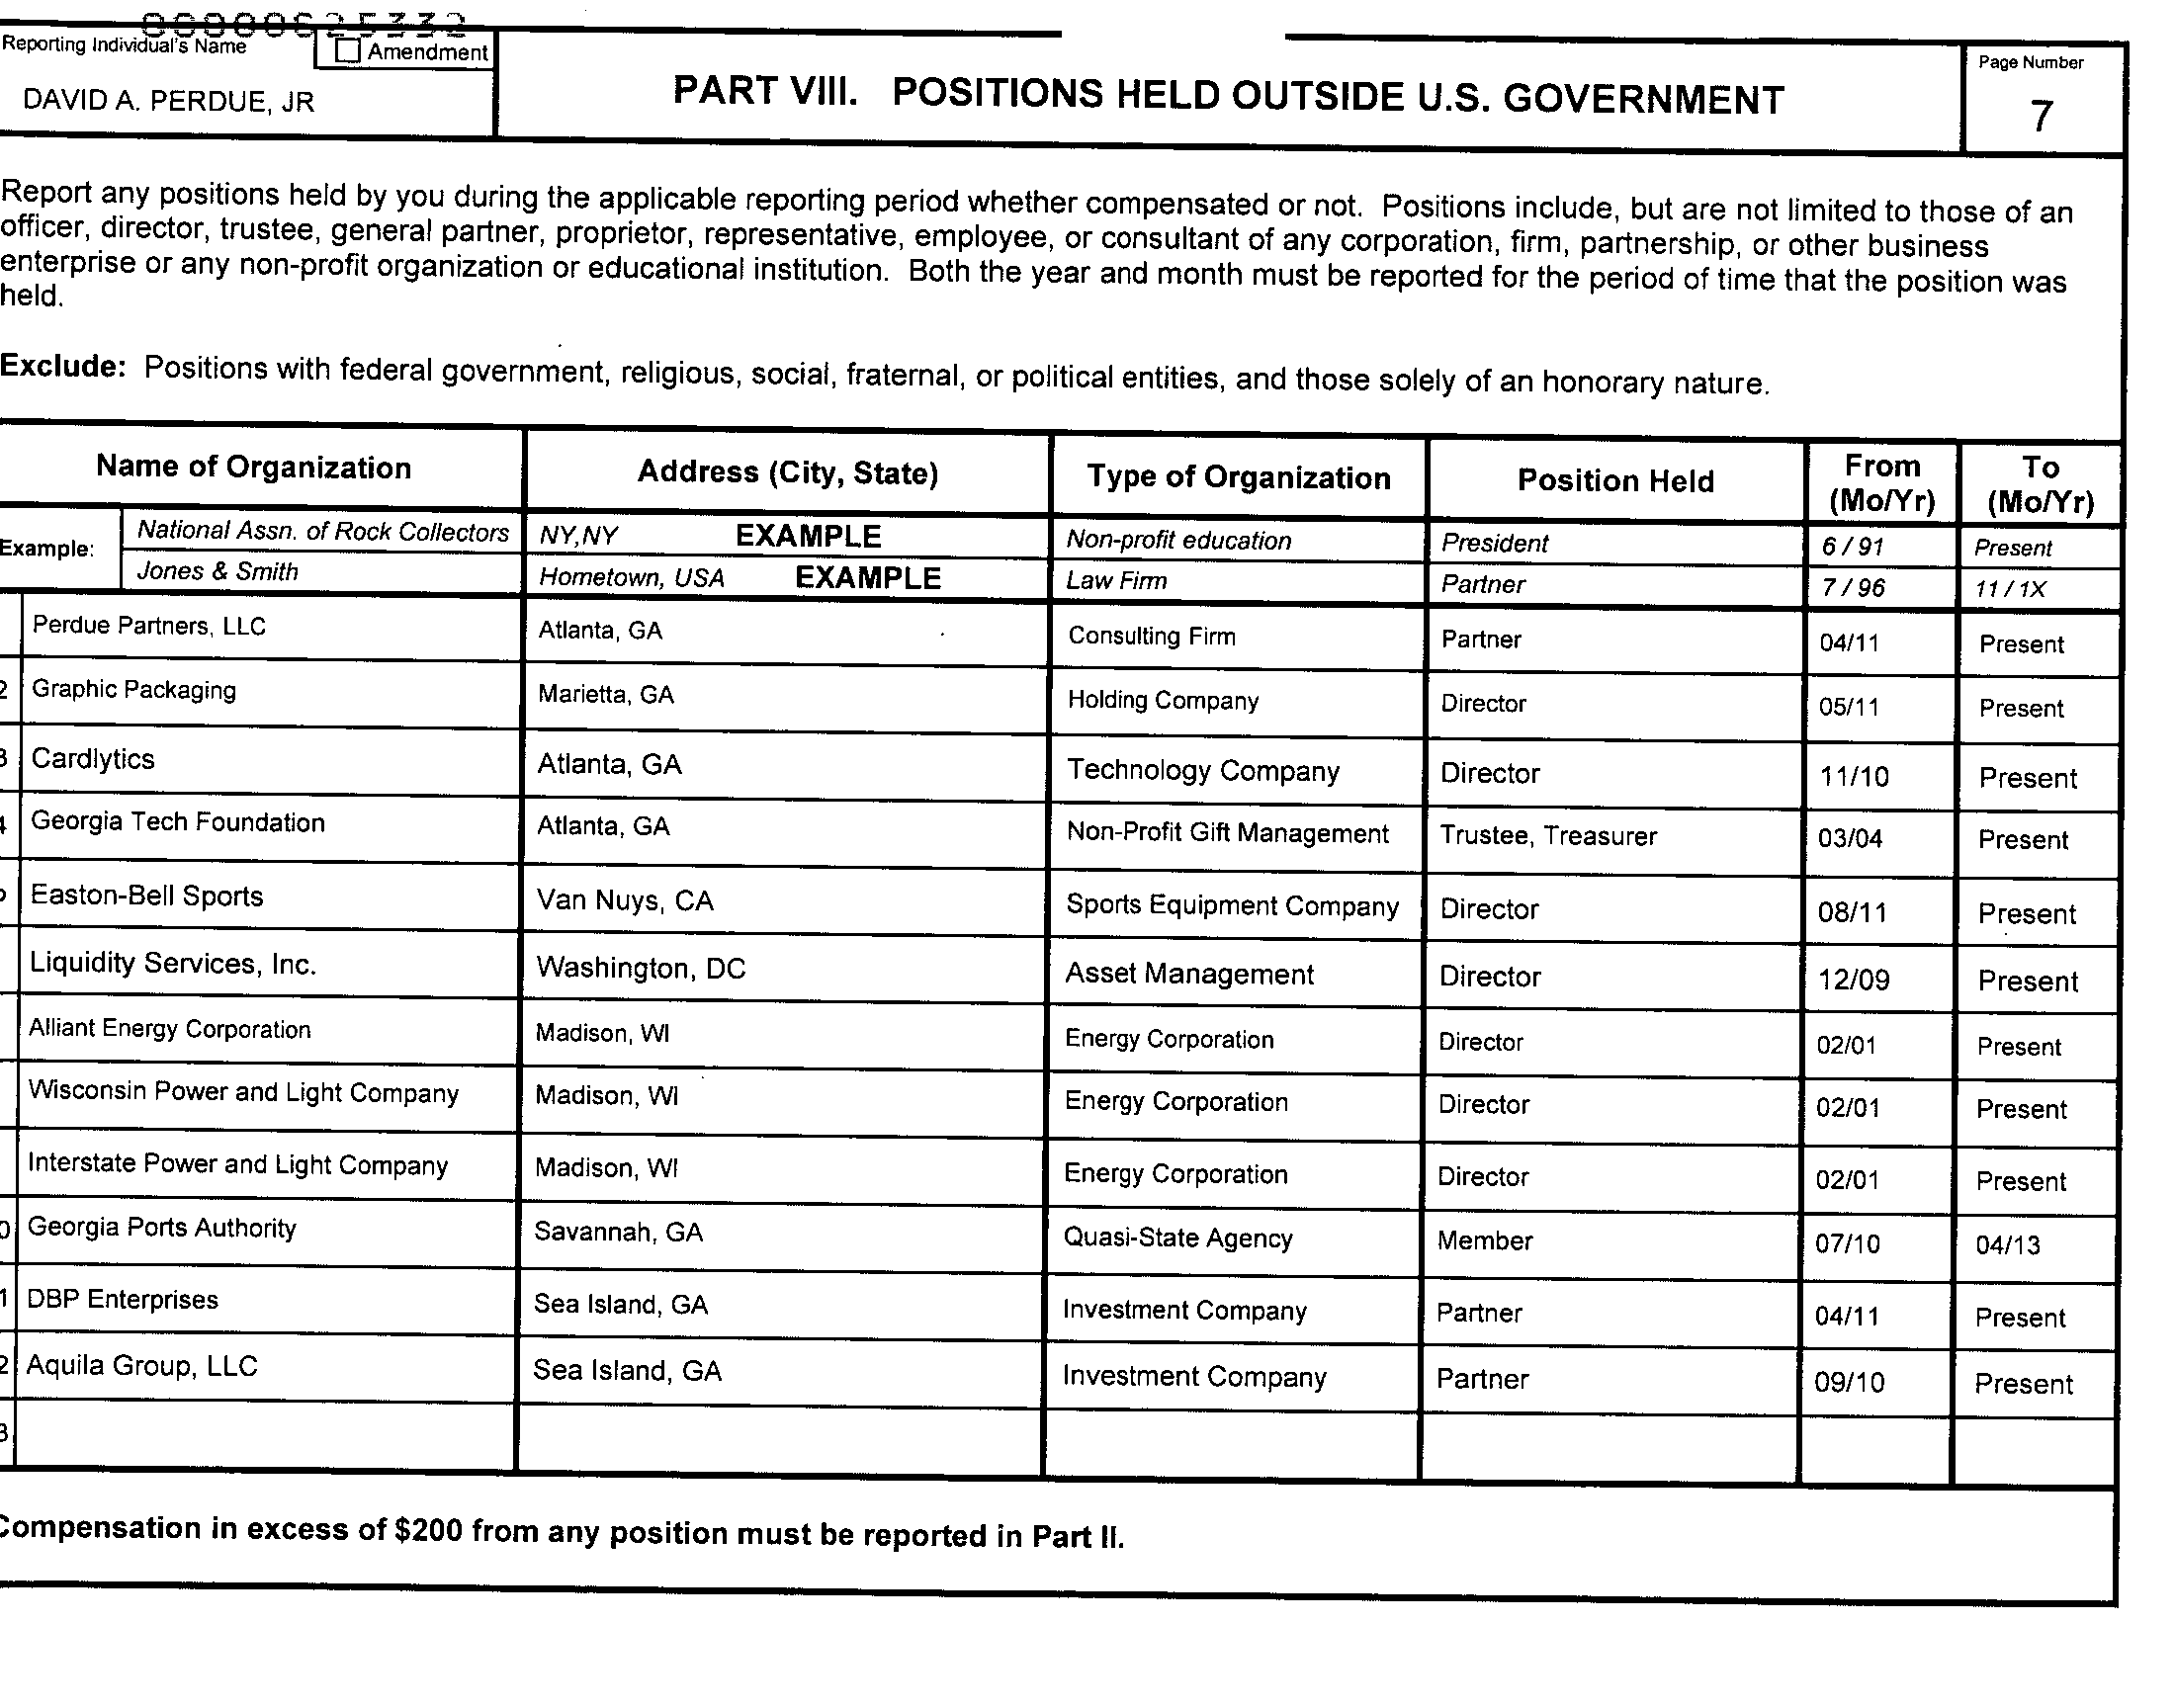 00000625332
Reporting Individual's Name
Amendment
DAVID A. PERDUE, JR
PART VIII. POSITIONS HELD OUTSIDE U.S. GOVERNMENT
Page Number
7
Report any positions held by you during the applicable reporting period whether compensated or not. Positions include, but are not limited to those of an
officer, director, trustee, general partner, proprietor, representative, employee, or consultant of any corporation, firm, partnership, or other business
enterprise or any non-profit organization or educational institution. Both the year and month must be reported for the period of time that the position was
held.
Exclude: Positions with federal government, religious, social, fraternal, or political entities, and those solely of an honorary nature.
Name of Organization Address (City, State) Type of Organization Position Held From (Mo/Yr) To (Mo/Yr)
Example: National Assn. of Rock Collectors NY,NY EXAMPLE Non-profit education President 6 / 91 Present
Jones & Smith Hometown, USA EXAMPLE Law Firm Partner 7 / 96 11 / 1X
Perdue Partners, LLC Atlanta, GA Consulting Firm Partner 04/11 Present
2 Graphic Packaging Marietta, GA Holding Company Director 05/11 Present
3 Cardlytics Atlanta, GA Technology Company Director 11/10 Present
4 Georgia Tech Foundation Atlanta, GA Non-Profit Gift Management Trustee, Treasurer 03/04 Present
Easton-Bell Sports Van Nuys, CA Sports Equipment Company Director 08/11 Present
Liquidity Services, Inc. Washington, DC Asset Management Director 12/09 Present
Alliant Energy Corporation Madison, WI Energy Corporation Director 02/01 Present
Wisconsin Power and Light Company Madison, WI Energy Corporation Director 02/01 Present
Interstate Power and Light Company Madison, WI Energy Corporation Director 02/01 Present
0 Georgia Ports Authority Savannah, GA Quasi-State Agency Member 07/10 04/13
1 DBP Enterprises Sea Island, GA Investment Company Partner 04/11 Present
2 Aquila Group, LLC Sea Island, GA Investment Company Partner 09/10 Present
3
Compensation in excess of $200 from any position must be reported in Part II.